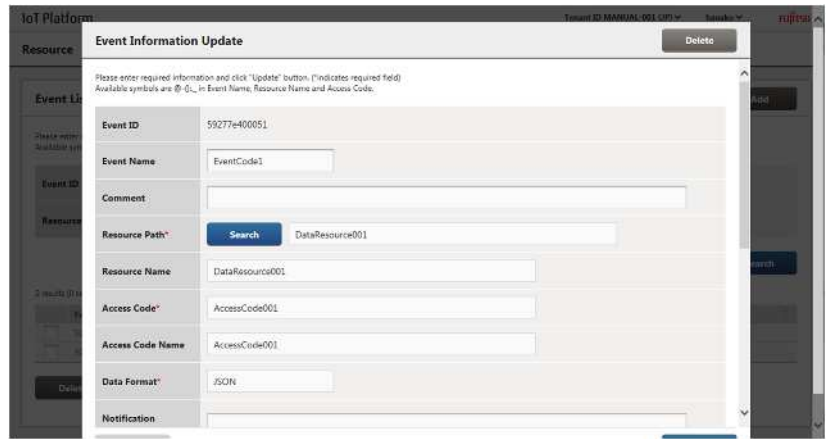 IoT Platform
Tenant ID MANUAL-001 (JP)
FUJITSU
Resource
Event Information Update
Delete
Please enter required information and click "Update" button. (*indicates required field)
Available symbols are @-();,_ in Event Name, Resource Name and Access Code.
Event Lis
Add
Please enter
Event ID 59277e400051
Event Name EventCode1
Event ID
Comment
Resource
Resource Path* Search DataResource001
Resource Name DataResource001
earch
Access Code* AccessCode001
Access Code Name AccessCode001
Data Format* JSON
Delet
Notification